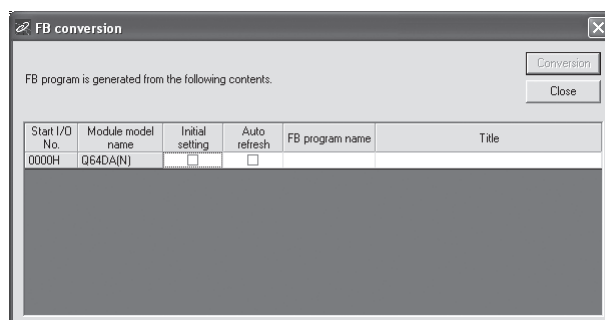 FB conversion
Conversion
FB program is generated from the following contents.
Close
Start I/O No. Module model name Initial setting Auto refresh FB program name Title
0000H Q64DA(N)